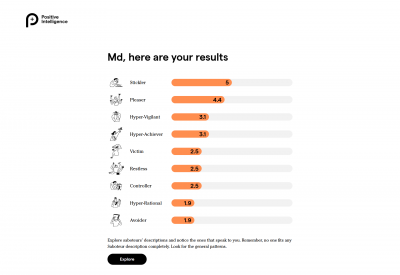 Positive
Intelligence
Md, here are your results
Stickler 5
Pleaser 4.4
Hyper-Vigilant 3.1
Hyper-Achiever 3.1
Victim 2.5
Restless 2.5
Controller 2.5
Hyper-Rational 1.9
Avoider 1.9
Explore saboteurs' descriptions and notice the ones that speak to you. Remember, no one fits any
Saboteur description completely. Look for the general patterns.
Explore